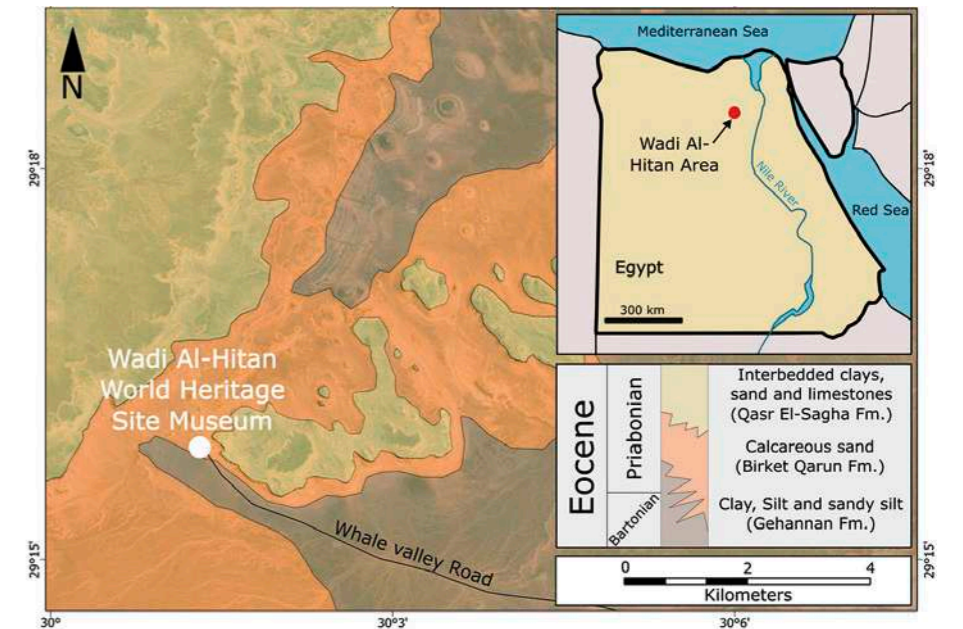 N
Mediterranean Sea
Wadi Al-
Hitan Area
Nile River
Red Sea
Egypt
300 km
29°18'
29°18'
Wadi Al-Hitan
World Heritage
Site Museum
Whale valley Road
Eocene
Priabonian
Bartonian
Interbedded clays,
sand and limestones
(Qasr El-Sagha Fm.)
Calcareous sand
(Birket Qarun Fm.)
Clay, Silt and sandy silt
(Gehannan Fm.)
29°15'
29°15'
0 2 4
Kilometers
30° 30°3' 30°6'